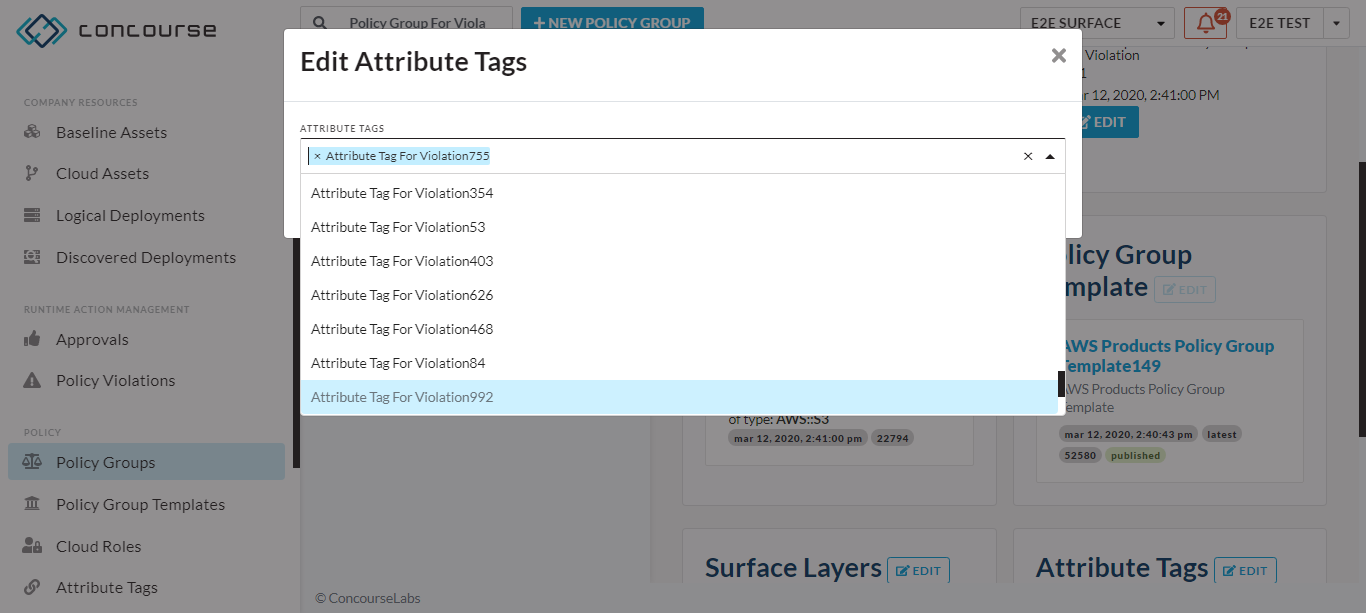 CONCOURSE
Policy Group For Viola
+ NEW POLICY GROUP
E2E SURFACE
21
E2E TEST
COMPANY RESOURCES
Baseline Assets
Cloud Assets
Logical Deployments
Discovered Deployments
RUNTIME ACTION MANAGEMENT
Approvals
Policy Violations
POLICY
Policy Groups
Policy Group Templates
Cloud Roles
Attribute Tags
Edit Attribute Tags
×
ATTRIBUTE TAGS
× Attribute Tag For Violation755
×
Attribute Tag For Violation354
Attribute Tag For Violation53
Attribute Tag For Violation403
Attribute Tag For Violation626
Attribute Tag For Violation468
Attribute Tag For Violation84
Attribute Tag For Violation992
Violation
1
ar 12, 2020, 2:41:00 PM
EDIT
of type: AWS::S3
mar 12, 2020, 2:41:00 pm 22794
licy Group
mplate EDIT
AWS Products Policy Group
Template149
AWS Products Policy Group
Template
mar 12, 2020, 2:40:43 pm latest
52580 published
Surface Layers EDIT
Attribute Tags EDIT
© ConcourseLabs